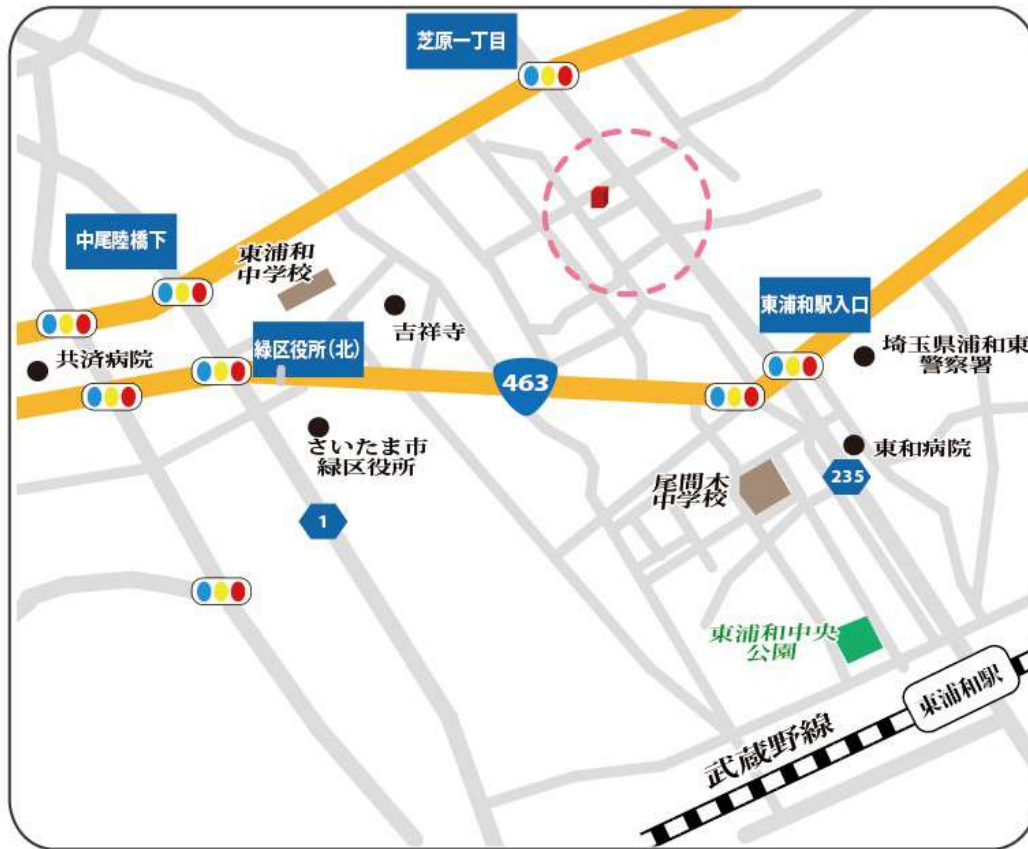 芝原一丁目
中尾陸橋下
東浦和
中学校
東浦和駅入口
吉祥寺
緑区役所(北)
埼玉県浦和東
警察署
共済病院
463
さいたま市
緑区役所
東和病院
235
尾間木
中学校
1
東浦和中央
公園
東浦和駅
武蔵野線